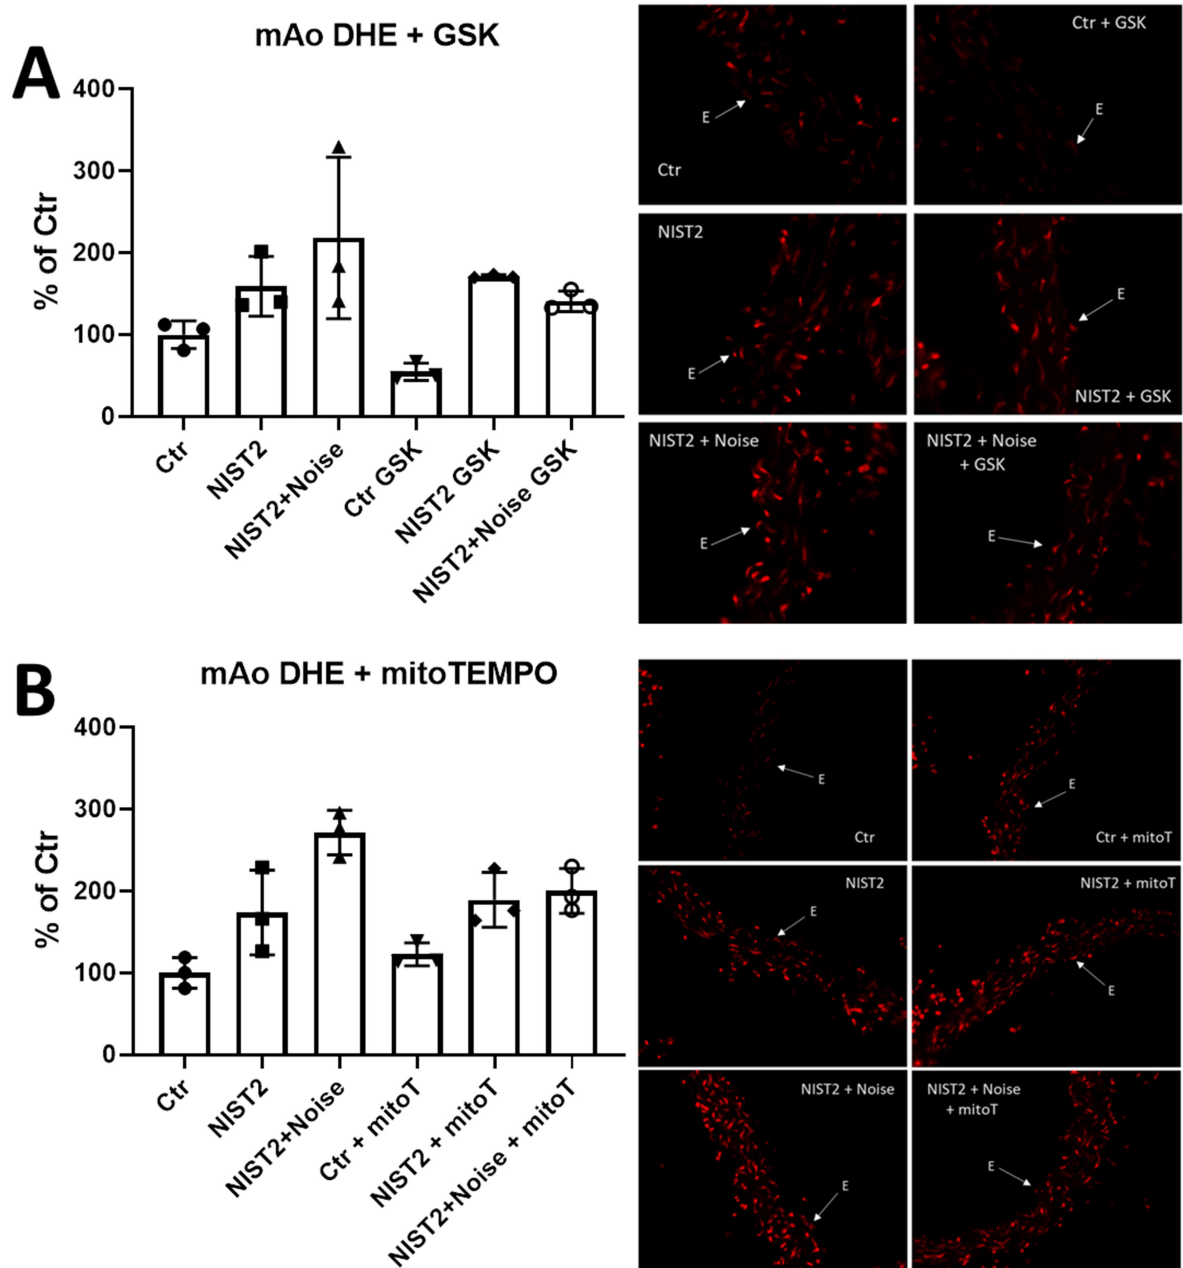 A
mAo DHE + GSK
% of Ctr
400
300
200
100
0
Ctr
NIST2
NIST2+Noise
Ctr GSK
NIST2 GSK
NIST2+Noise GSK
E
Ctr
Ctr + GSK
E
NIST2
E
E
NIST2 + GSK
NIST2 + Noise
E
NIST2 + Noise
+ GSK
E
B
mAo DHE + mitoTEMPO
% of Ctr
400
300
200
100
0
Ctr
NIST2
NIST2+Noise
Ctr + mitoT
NIST2 + mitoT
NIST2+Noise + mitoT
E
Ctr
E
Ctr + mitoT
NIST2
E
NIST2 + mitoT
E
NIST2 + Noise
E
NIST2 + Noise
+ mitoT
E